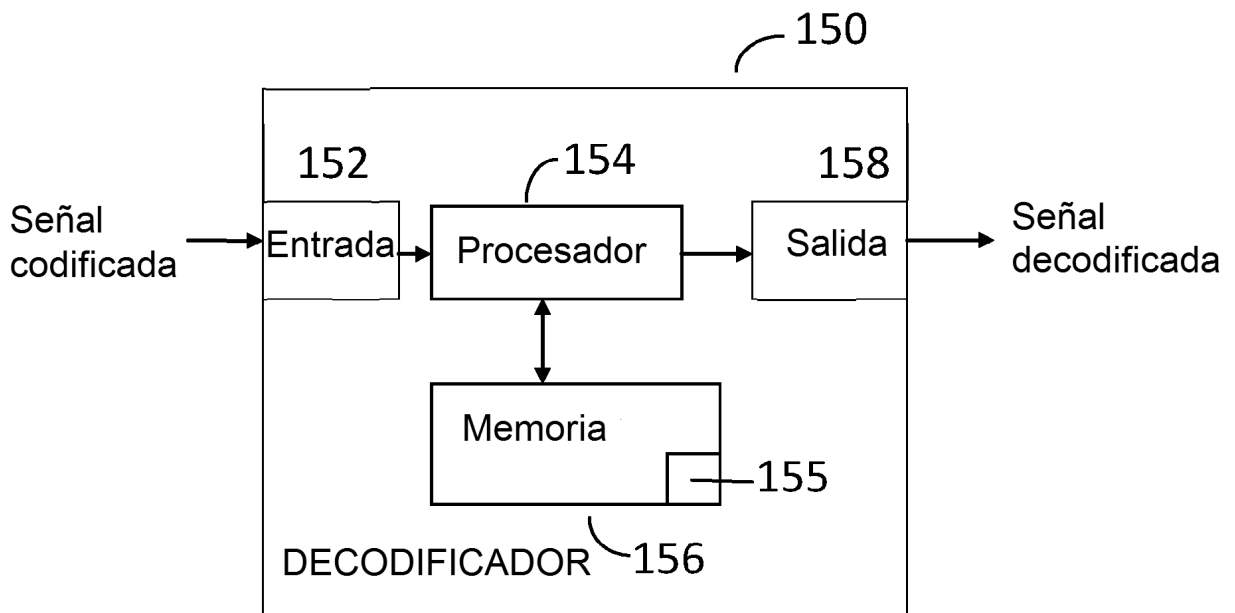 150
152
154
158
Señal
codificada
Entrada
Procesador
Salida
Señal
decodificada
Memoria
155
156
DECODIFICADOR